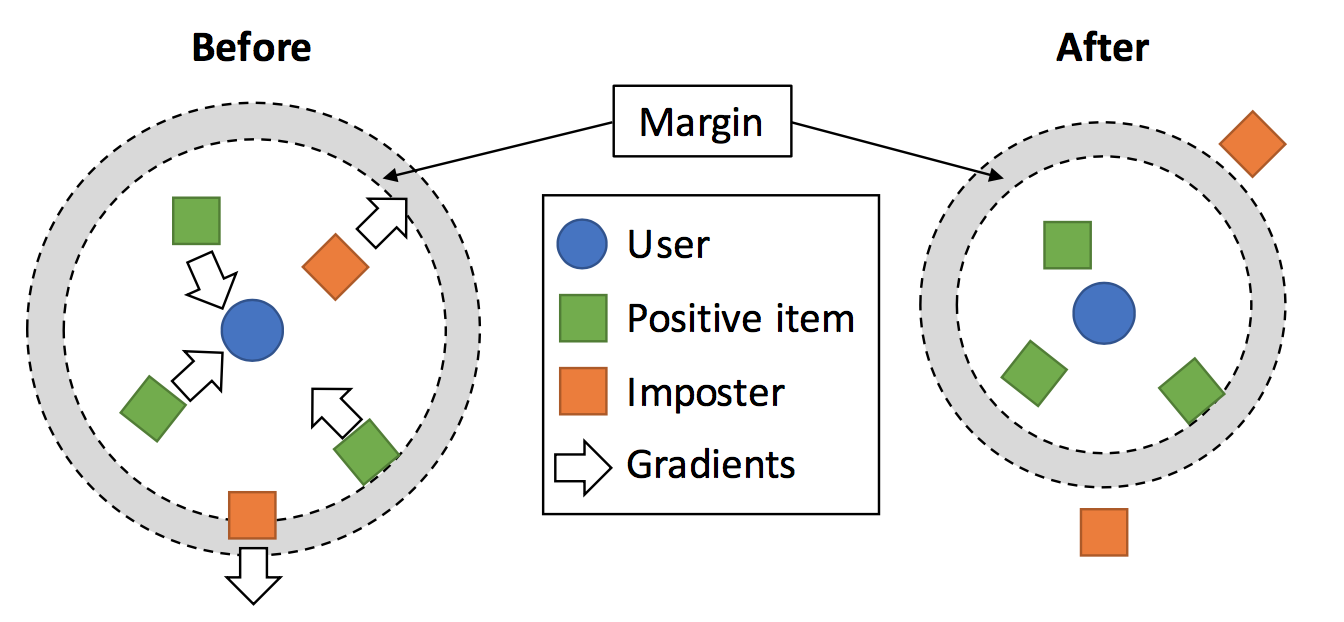 Before
After
Margin
User
Positive item
Imposter
Gradients